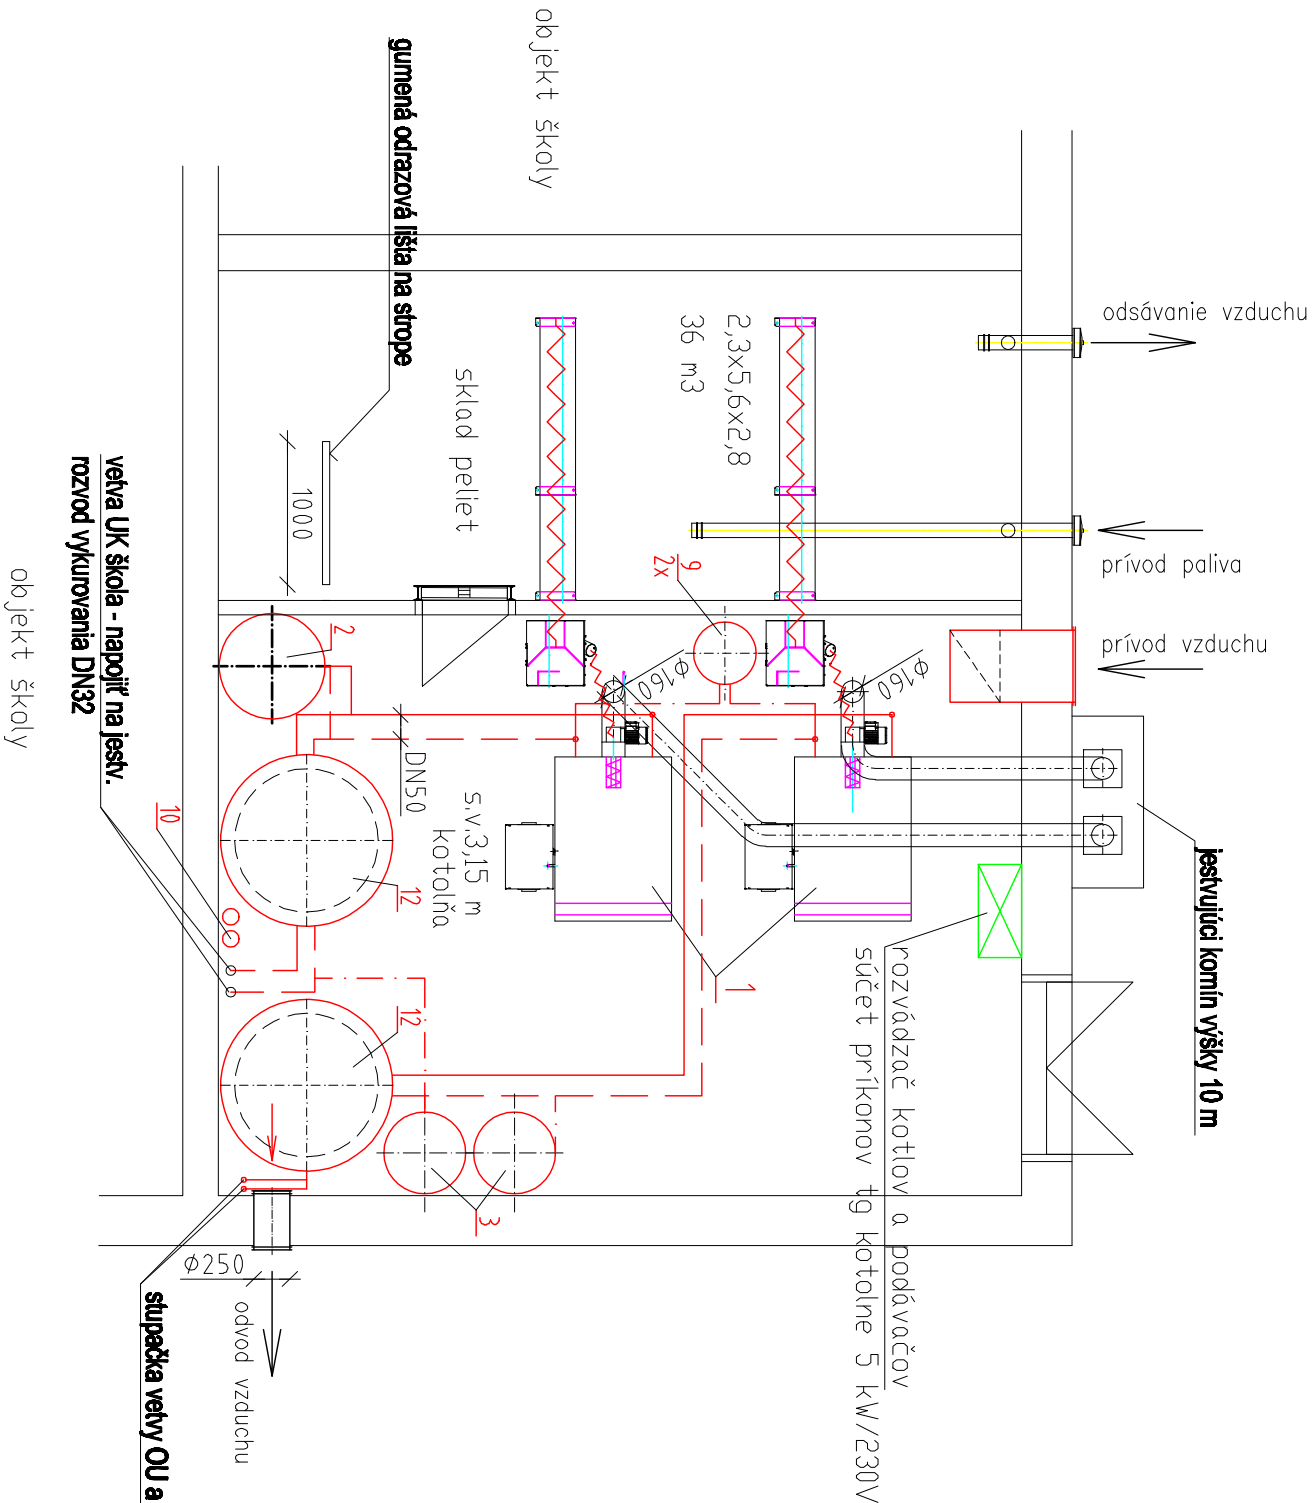 objekt školy
gumená odrazová lišta na strope
odsávanie vzduchu
2,3x5,6x2,8
36 m3
sklad peliet
1000
prívod paliva
9
2x
prívod vzduchu
2
Φ160
Φ160
vetva UK škola - napojiť na jestv.
rozvod vykurovania DN32
objekt školy
DN50
s.v.3,15 m
kotolňa
10
12
12
1
3
jestvujúci komín výšky 10 m
rozvádzač kotlov a podávačov
súčet príkonov tg kotolne 5 kW/230V
Φ250
odvod vzduchu
stupačka vetvy OU a